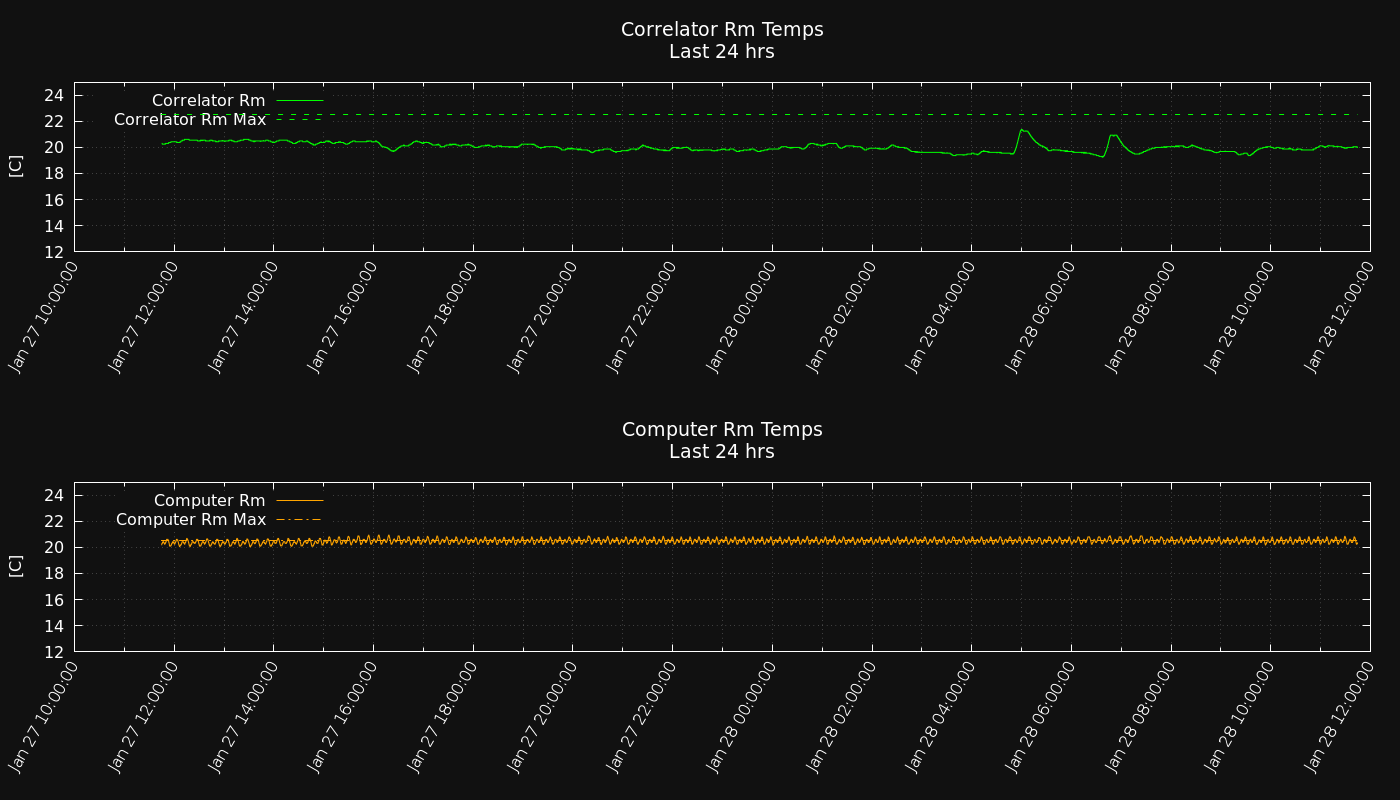 Correlator Rm Temps
Last 24 hrs
24
22
20
18
16
14
12
[C]
Correlator Rm
Correlator Rm Max
Jan 27 10:00:00
Jan 27 12:00:00
Jan 27 14:00:00
Jan 27 16:00:00
Jan 27 18:00:00
Jan 27 20:00:00
Jan 27 22:00:00
Jan 28 00:00:00
Jan 28 02:00:00
Jan 28 04:00:00
Jan 28 06:00:00
Jan 28 08:00:00
Jan 28 10:00:00
Jan 28 12:00:00
Computer Rm Temps
Last 24 hrs
24
22
20
18
16
14
12
[C]
Computer Rm
Computer Rm Max
Jan 27 10:00:00
Jan 27 12:00:00
Jan 27 14:00:00
Jan 27 16:00:00
Jan 27 18:00:00
Jan 27 20:00:00
Jan 27 22:00:00
Jan 28 00:00:00
Jan 28 02:00:00
Jan 28 04:00:00
Jan 28 06:00:00
Jan 28 08:00:00
Jan 28 10:00:00
Jan 28 12:00:00